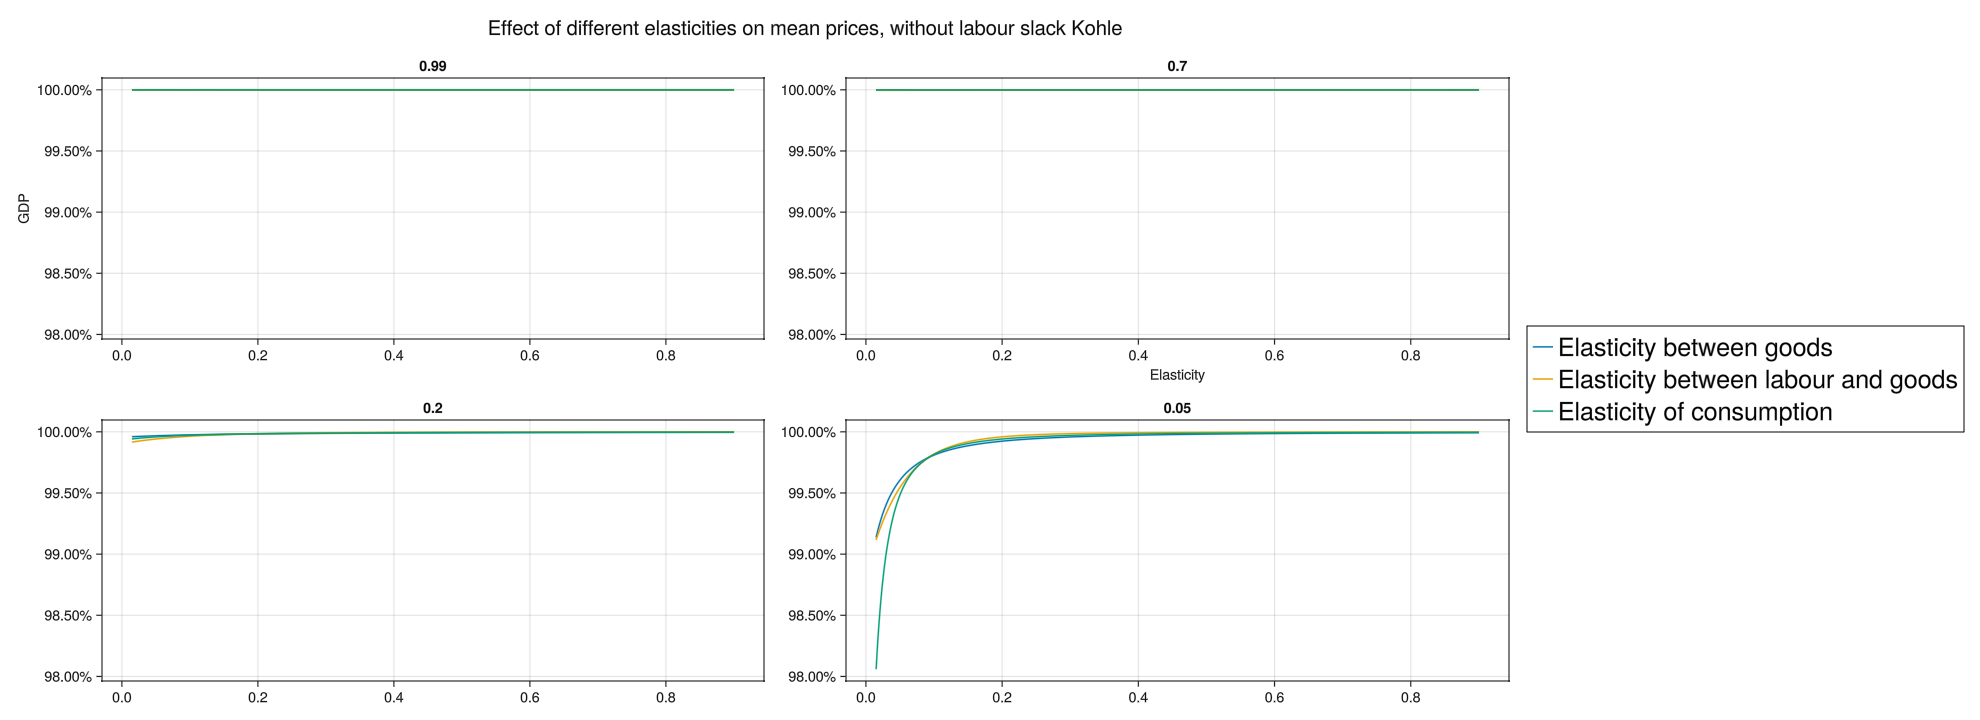 Effect of different elasticities on mean prices, without labour slack Kohle
0.99
100.00%
99.50%
99.00%
98.50%
98.00%
0.0 0.2 0.4 0.6 0.8
GDP
0.7
100.00%
99.50%
99.00%
98.50%
98.00%
0.0 0.2 0.4 0.6 0.8
Elasticity
0.2
100.00%
99.50%
99.00%
98.50%
98.00%
0.0 0.2 0.4 0.6 0.8
0.05
100.00%
99.50%
99.00%
98.50%
98.00%
0.0 0.2 0.4 0.6 0.8
Elasticity between goods
Elasticity between labour and goods
Elasticity of consumption